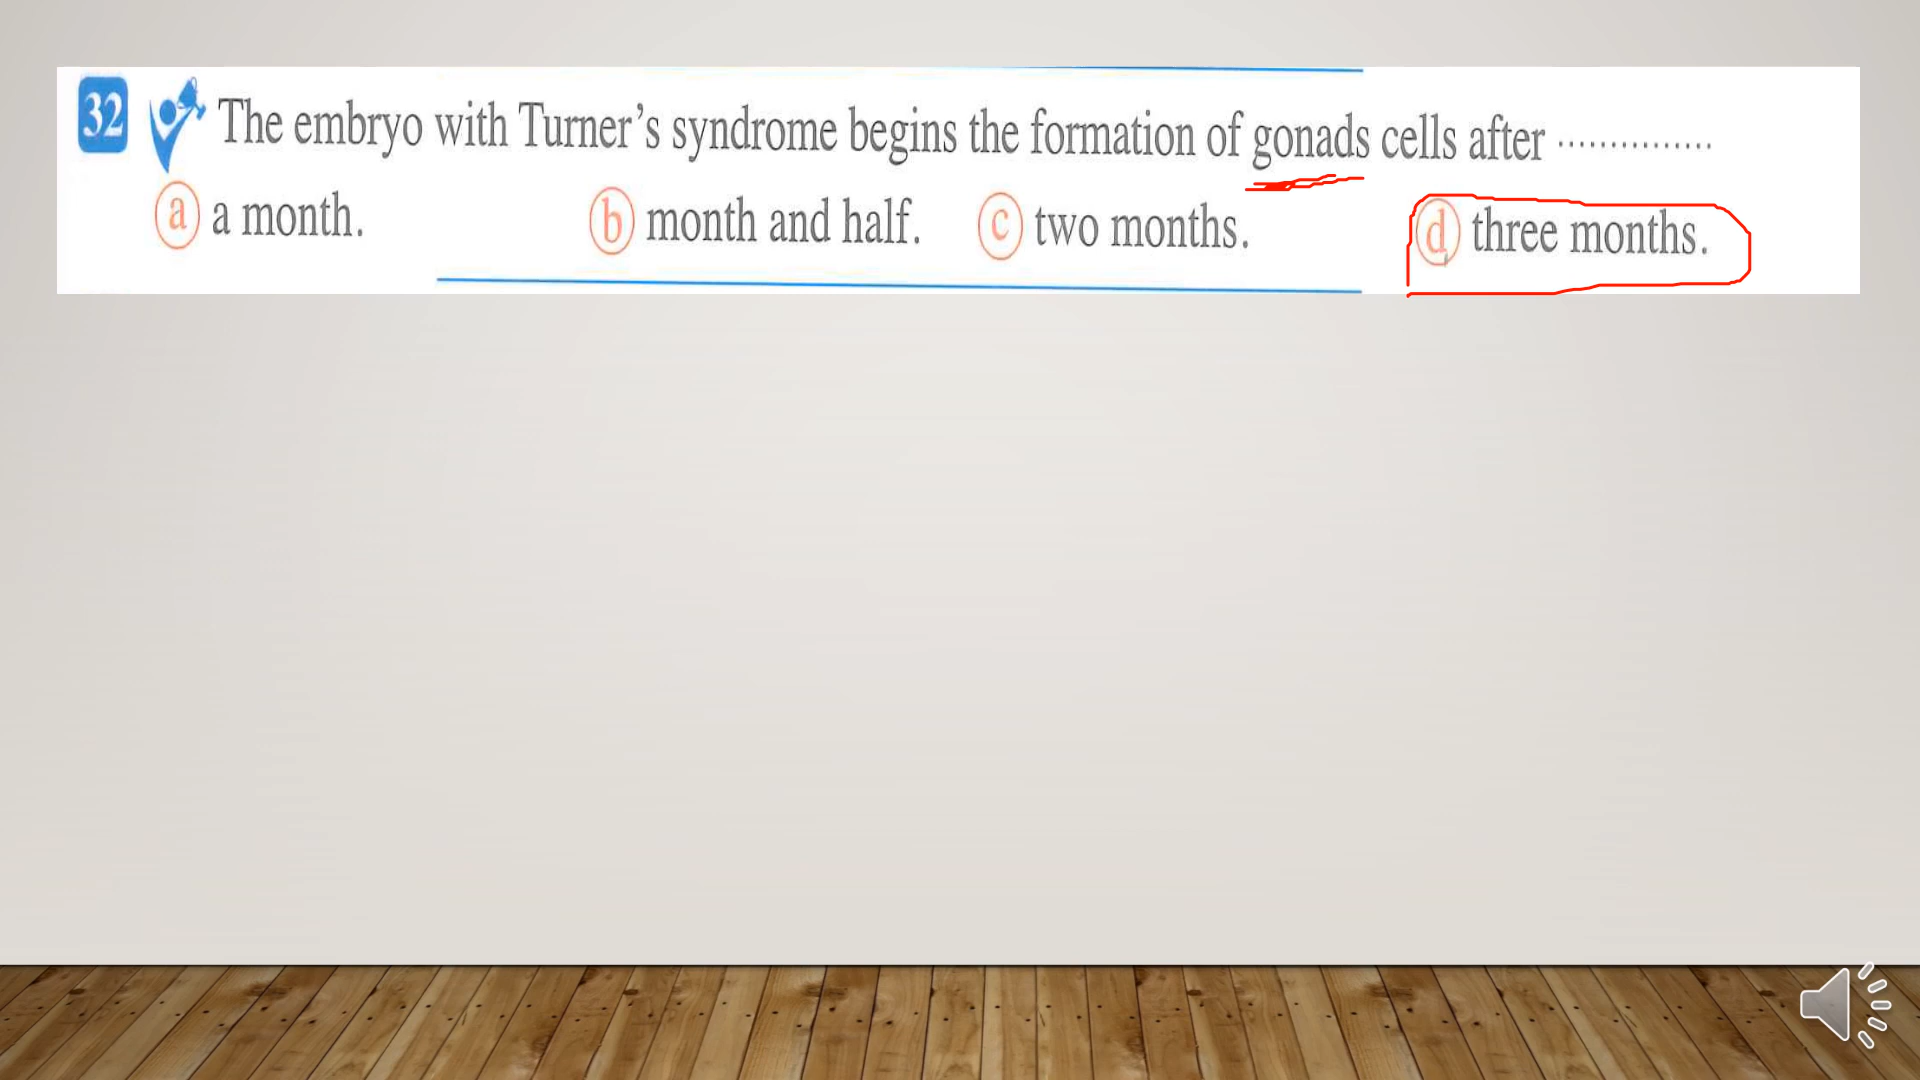 32 The embryo with Turner's syndrome begins the formation of gonads cells after ...............
a a month. b month and half. c two months. d three months.